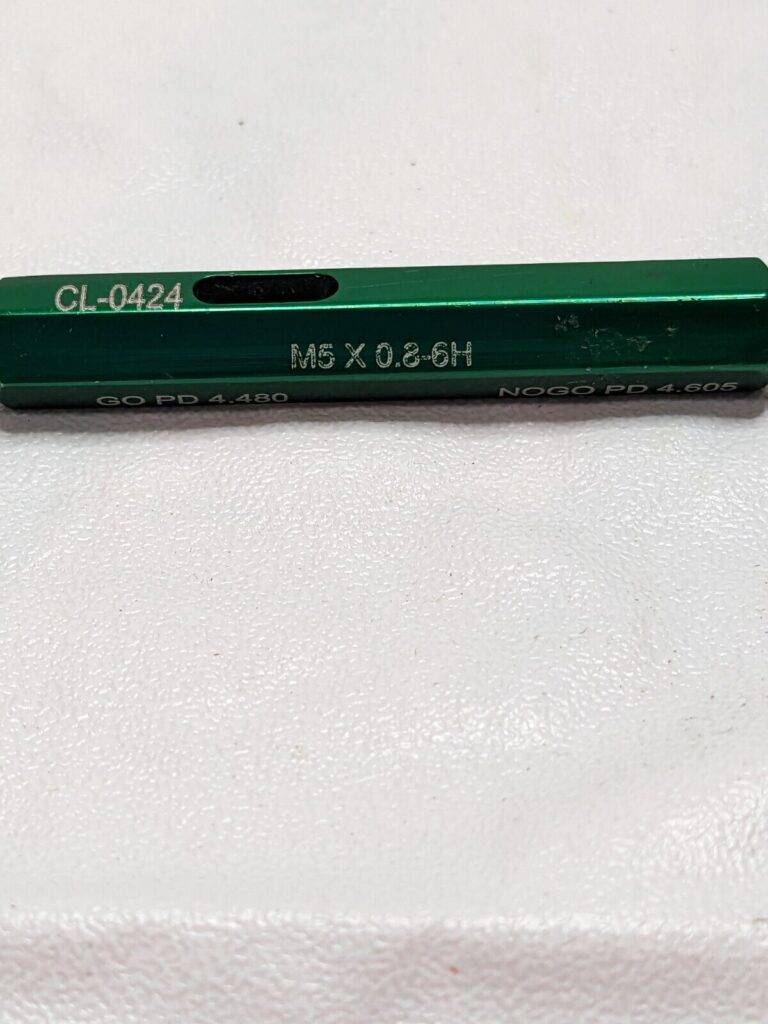 CL-0424
M5 X 0.8-6H
GO PD 4.480
NOGO PD 4.605